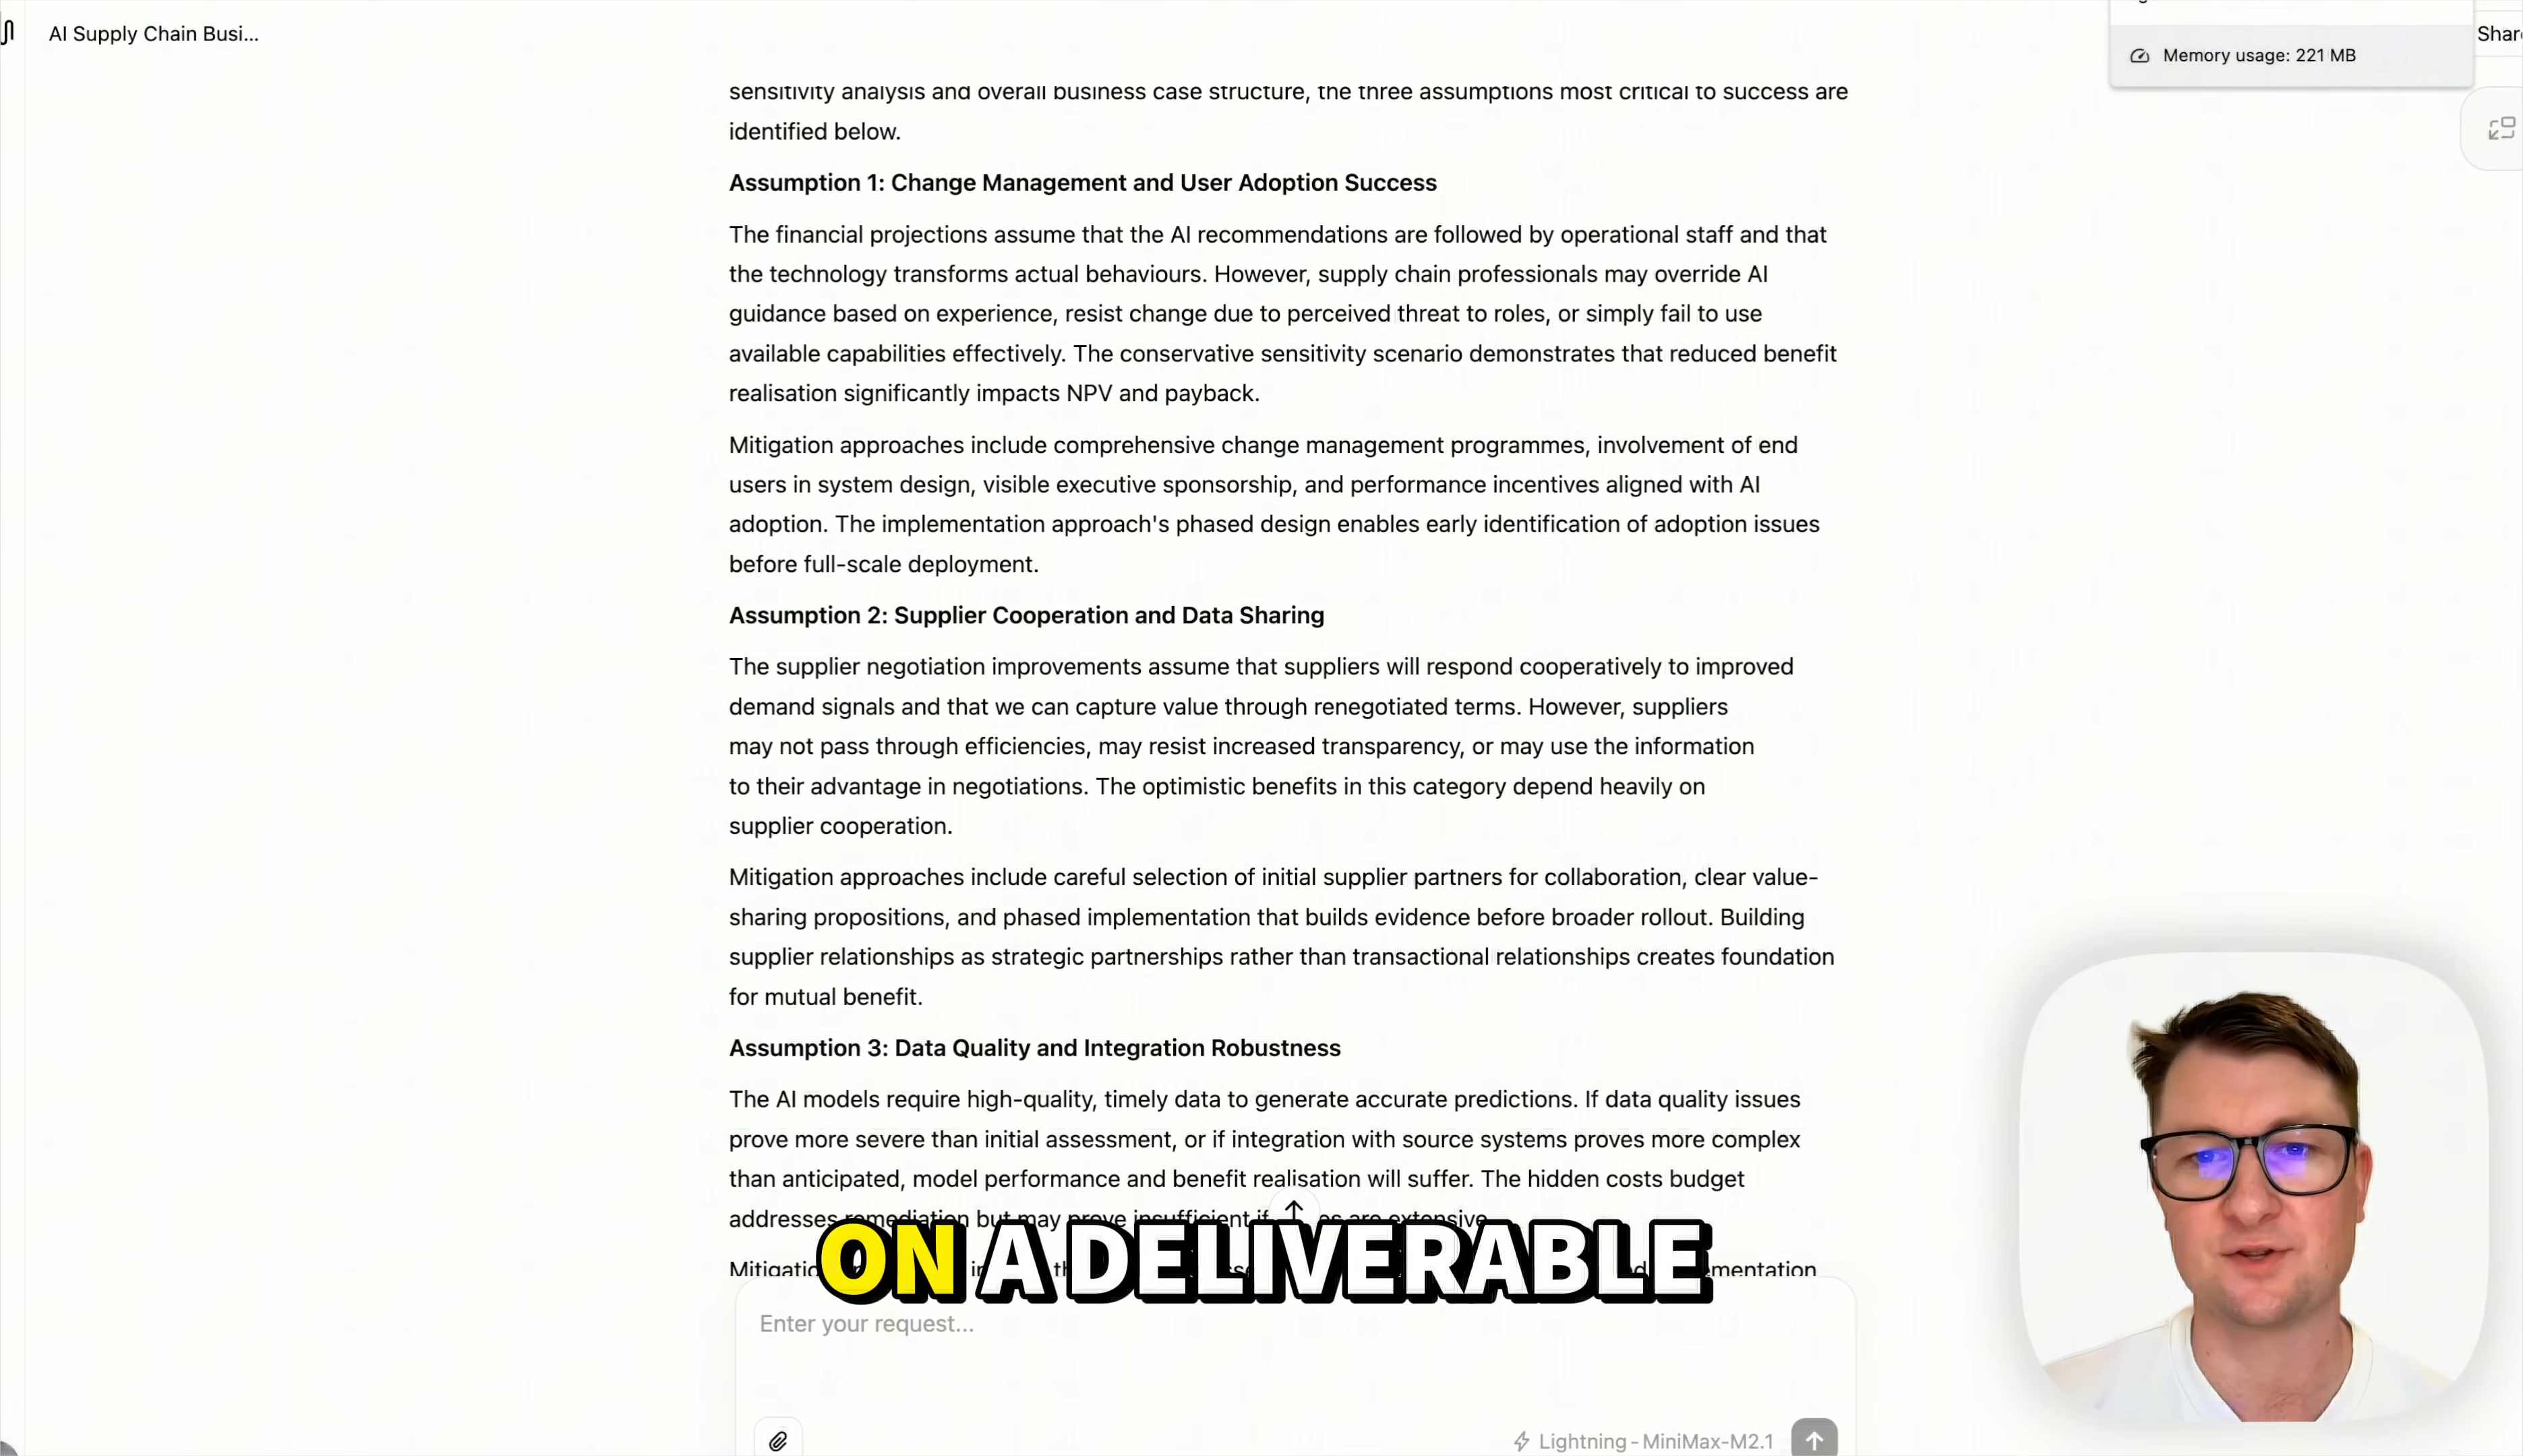 AI Supply Chain Busi...
Memory usage: 221 MB
Shar
sensitivity analysis and overall business case structure, the three assumptions most critical to success are
identified below.
Assumption 1: Change Management and User Adoption Success
The financial projections assume that the AI recommendations are followed by operational staff and that
the technology transforms actual behaviours. However, supply chain professionals may override AI
guidance based on experience, resist change due to perceived threat to roles, or simply fail to use
available capabilities effectively. The conservative sensitivity scenario demonstrates that reduced benefit
realisation significantly impacts NPV and payback.
Mitigation approaches include comprehensive change management programmes, involvement of end
users in system design, visible executive sponsorship, and performance incentives aligned with AI
adoption. The implementation approach's phased design enables early identification of adoption issues
before full-scale deployment.
Assumption 2: Supplier Cooperation and Data Sharing
The supplier negotiation improvements assume that suppliers will respond cooperatively to improved
demand signals and that we can capture value through renegotiated terms. However, suppliers
may not pass through efficiencies, may resist increased transparency, or may use the information
to their advantage in negotiations. The optimistic benefits in this category depend heavily on
supplier cooperation.
Mitigation approaches include careful selection of initial supplier partners for collaboration, clear value-
sharing propositions, and phased implementation that builds evidence before broader rollout. Building
supplier relationships as strategic partnerships rather than transactional relationships creates foundation
for mutual benefit.
Assumption 3: Data Quality and Integration Robustness
The AI models require high-quality, timely data to generate accurate predictions. If data quality issues
prove more severe than initial assessment, or if integration with source systems proves more complex
than anticipated, model performance and benefit realisation will suffer. The hidden costs budget
addresses remediation but may prove insufficient if are extensive.
ON A DELIVERABLE
Enter your request...
Lightning - MiniMax-M2.1